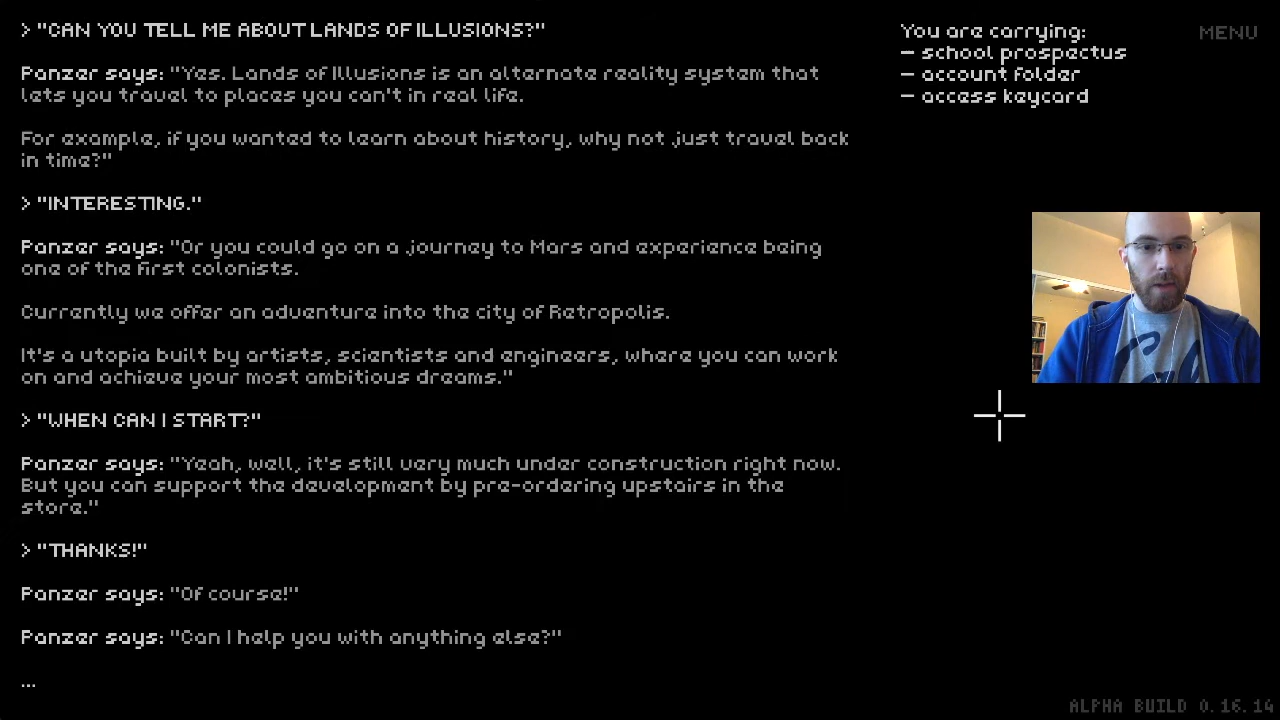 > "CAN YOU TELL ME ABOUT LANDS OF ILLUSIONS?"
Panzer says: "Yes. Lands of Illusions is an alternate reality system that
lets you travel to places you can't in real life.
For example, if you wanted to learn about history, why not just travel back
in time?"
> "INTERESTING."
Panzer says: "Or you could go on a journey to Mars and experience being
one of the first colonists.
Currently we offer an adventure into the city of Retropolis.
It's a utopia built by artists, scientists and engineers, where you can work
on and achieve your most ambitious dreams."
> "WHEN CAN I START?"
Panzer says: "Yeah, well, it's still very much under construction right now.
But you can support the development by pre-ordering upstairs in the
store."
> "THANKS!"
Panzer says: "Of course!"
Panzer says: "Can I help you with anything else?"
...
You are carrying:
– school prospectus
– account folder
– access keycard
MENU
Cal
ALPHA BUILD 0.16.14